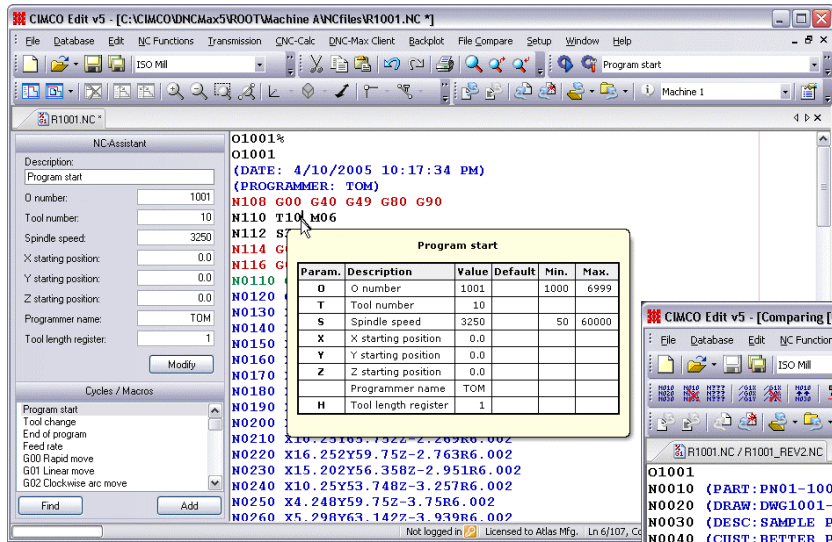 CIMCO Edit v5 - [C:\CIMCO\DNCMax5\ROOT\Machine A\NCfiles\R1001.NC *]
File Database Edit NC Functions Transmission CNC-Calc DNC-Max Client Backplot File Compare Setup Window Help
ISO Mill
Program start
Machine 1
R1001.NC *
NC-Assistant
Description:
Program start
O number: 1001
Tool number: 10
Spindle speed: 3250
X starting position: 0.0
Y starting position: 0.0
Z starting position: 0.0
Programmer name: TOM
Tool length register: 1
Modify
Cycles / Macros
Program start
Tool change
End of program
Feed rate
G00 Rapid move
G01 Linear move
G02 Clockwise arc move
Find Add
O1001%
O1001
(DATE: 4/10/2005 10:17:34 PM)
(PROGRAMMER: TOM)
N108 G00 G40 G49 G80 G90
N110 T10 M06
N112
N114
N116
N0110
N0120
N0130
N0140
N0150
N0160
N0170
N0180
N0190
N0200
N0210 X10.25Y65.752Z-2.269R6.002
N0220 X16.252Y59.75Z-2.763R6.002
N0230 X15.202Y56.358Z-2.951R6.002
N0240 X10.25Y53.748Z-3.257R6.002
N0250 X4.248Y59.75Z-3.75R6.002
N0260 X5.298Y63.142Z-3.939R6.002
Program start
Param. Description Value Default Min. Max.
O O number 1001 1000 6999
T Tool number 10
S Spindle speed 3250 50 60000
X X starting position 0.0
Y Y starting position 0.0
Z Z starting position 0.0
Programmer name TOM
H Tool length register 1
Not logged in Licensed to Atlas Mfg. Ln 6/107,
CIMCO Edit v5 - [Comparing [
File Database Edit NC Function
ISO Mill
R1001.NC / R1001_REV2.NC
O1001
N0010 (PART:PN01-100
N0020 (DRAW:DWG1001-
N0030 (DESC:SAMPLE P
N0040 (CUST:BETTER P